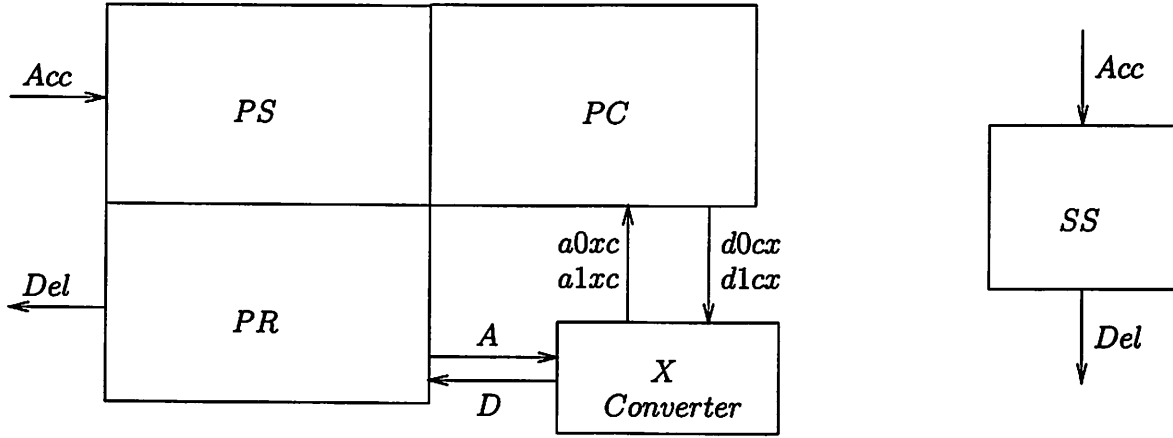 Acc
PS
PC
Acc
a0xc
a1xc
d0cx
d1cx
SS
Del
PR
A
D
X
Converter
Del